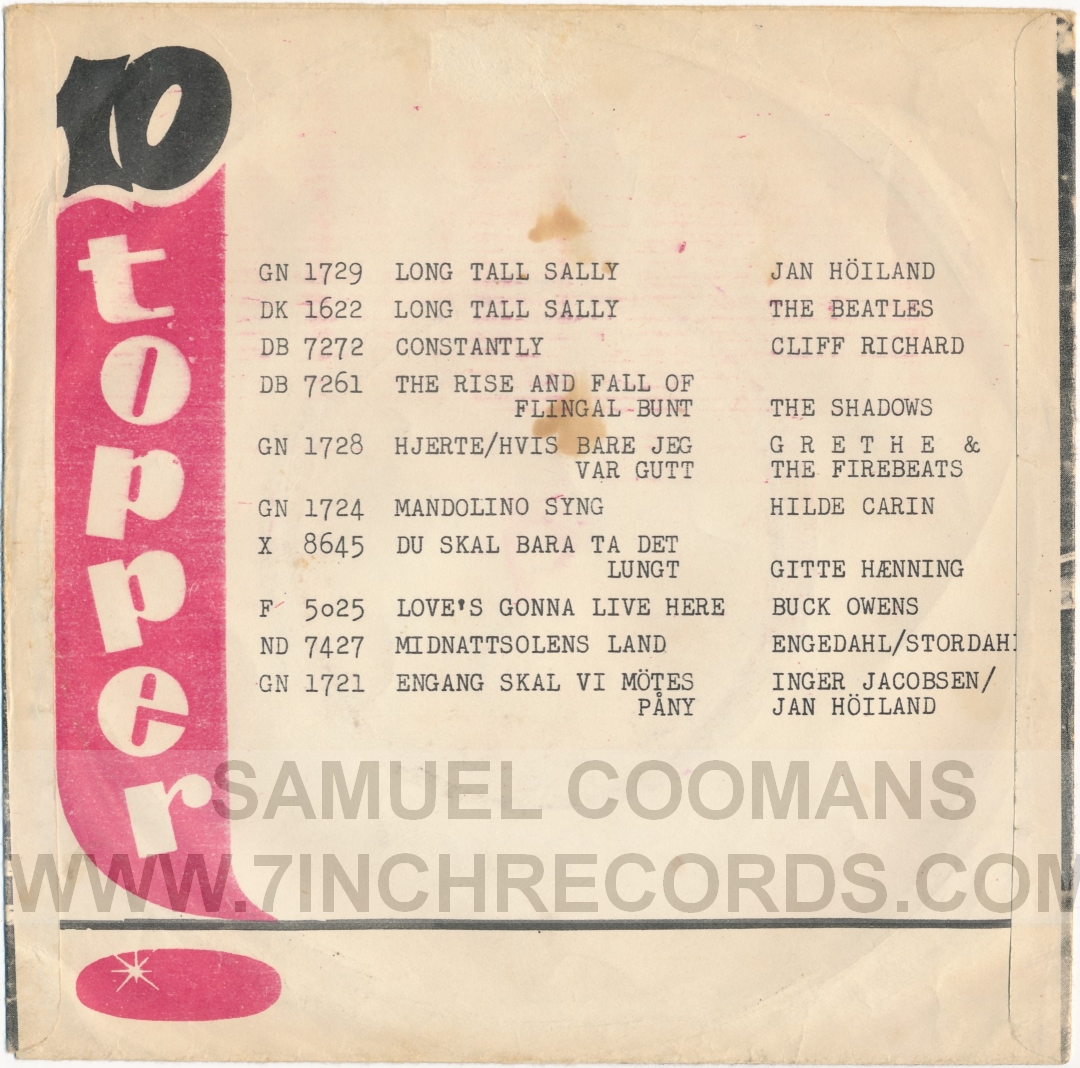 10
topper
GN 1729 LONG TALL SALLY JAN HÖILAND
DK 1622 LONG TALL SALLY THE BEATLES
DB 7272 CONSTANTLY CLIFF RICHARD
DB 7261 THE RISE AND FALL OF
FLINGAL BUNT THE SHADOWS
GN 1728 HJERTE/HVIS BARE JEG G R E T H E &
VAR GUTT THE FIREBEATS
GN 1724 MANDOLINO SYNG HILDE CARIN
X 8645 DU SKAL BARA TA DET
LUNGT GITTE HÆNNING
F 5025 LOVE'S GONNA LIVE HERE BUCK OWENS
ND 7427 MIDNATTSOLENS LAND ENGEDAHL/STORDAHl
GN 1721 ENGANG SKAL VI MÖTES INGER JACOBSEN/
PÅNY JAN HÖILAND
SAMUEL COOMANS
WWW.7INCHRECORDS.COM